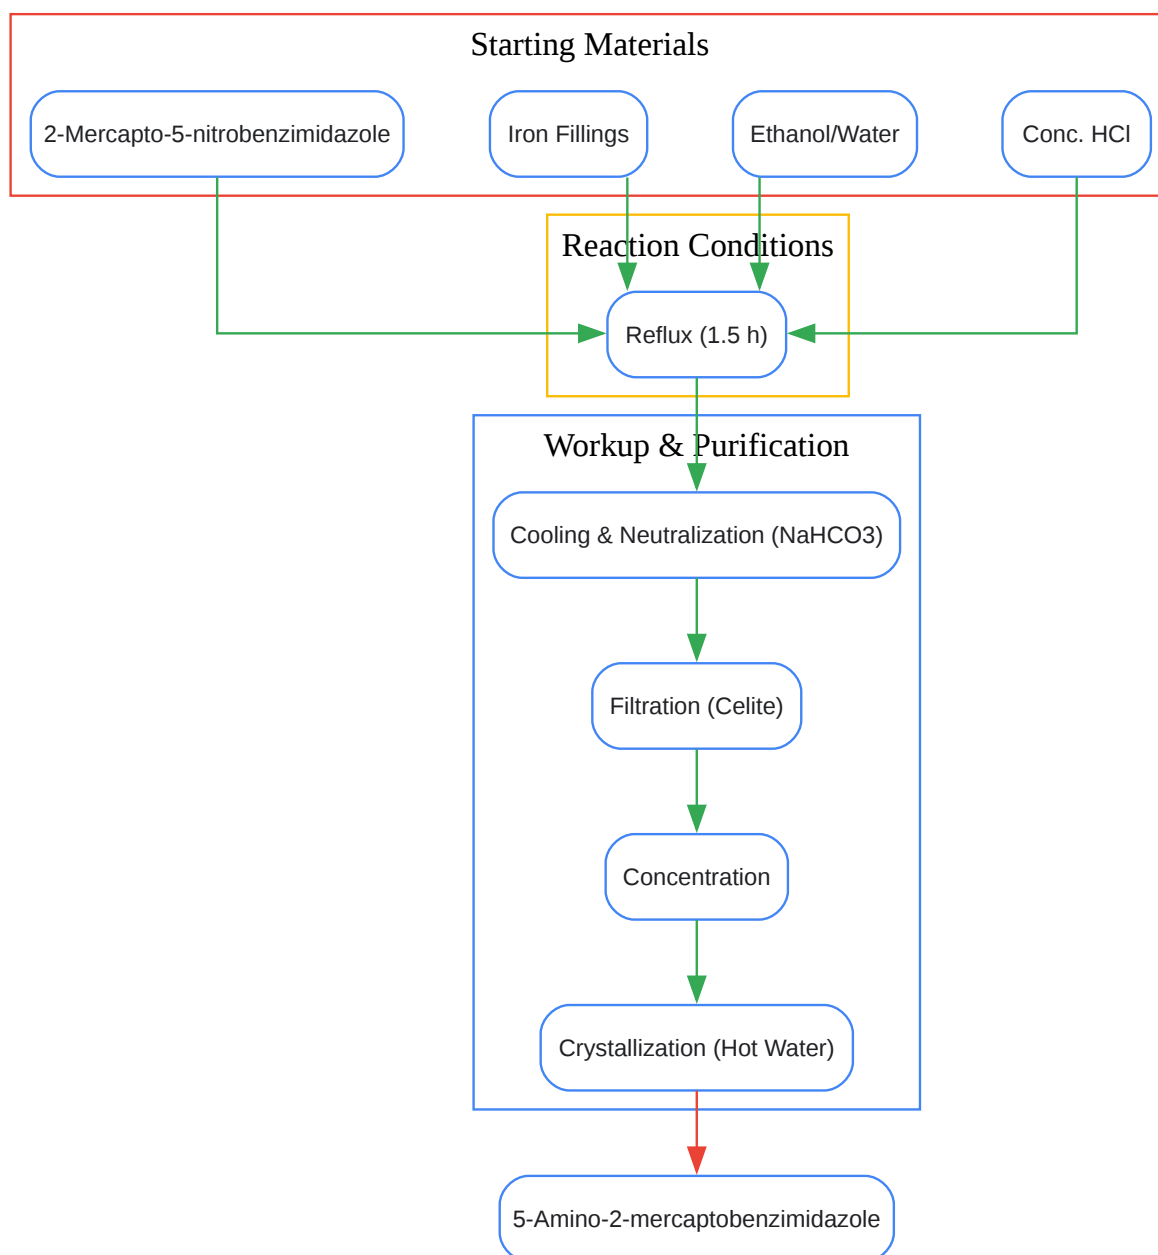 Starting Materials
2-Mercapto-5-nitrobenzimidazole
Iron Fillings
Ethanol/Water
Conc. HCl
Reaction Conditions
Reflux (1.5 h)
Workup & Purification
Cooling & Neutralization (NaHCO3)
Filtration (Celite)
Concentration
Crystallization (Hot Water)
5-Amino-2-mercaptobenzimidazole